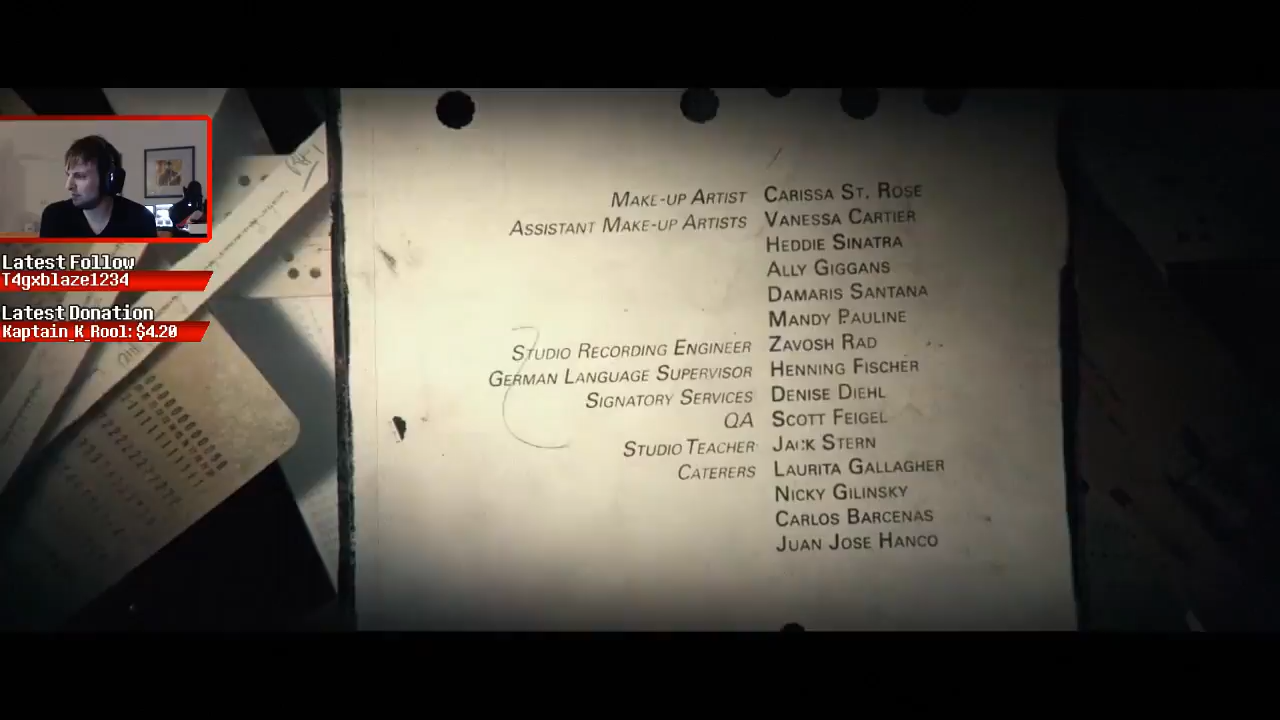 Latest Follow
T4gxblaze1234
Latest Donation
Kaptain_K_Rool: $4.20
MAKE-UP ARTIST CARISSA ST. ROSE
ASSISTANT MAKE-UP ARTISTS VANESSA CARTIER
HEDDIE SINATRA
ALLY GIGGANS
DAMARIS SANTANA
MANDY PAULINE
STUDIO RECORDING ENGINEER ZAVOSH RAD
GERMAN LANGUAGE SUPERVISOR HENNING FISCHER
SIGNATORY SERVICES DENISE DIEHL
QA SCOTT FEIGEL
STUDIO TEACHER JACK STERN
CATERERS LAURITA GALLAGHER
NICKY GILINSKY
CARLOS BARCENAS
JUAN JOSE HANCO